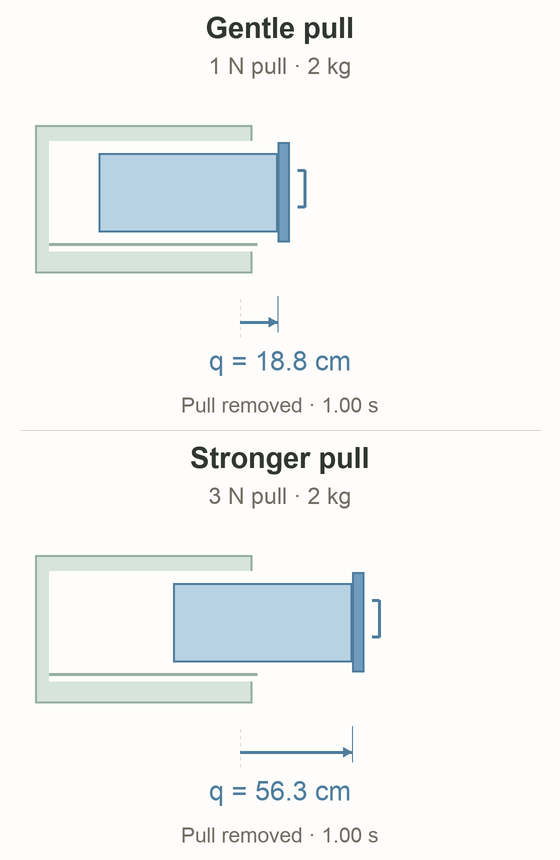 Gentle pull
1 N pull · 2 kg
q = 18.8 cm
Pull removed · 1.00 s
Stronger pull
3 N pull · 2 kg
q = 56.3 cm
Pull removed · 1.00 s